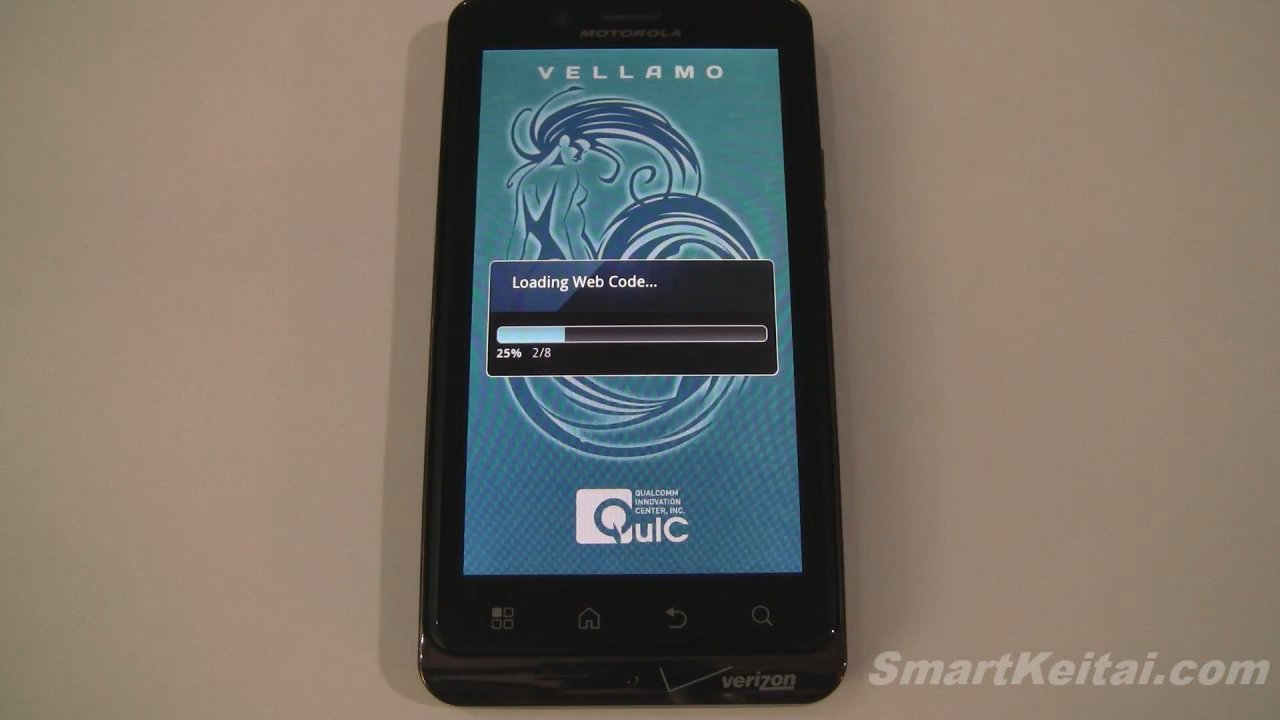 MOTOROLA
VELLAMO
Loading Web Code...
25% 2/8
QUALCOMM
INNOVATION
CENTER, INC.
QuIC
verizon
SmartKeitai.com